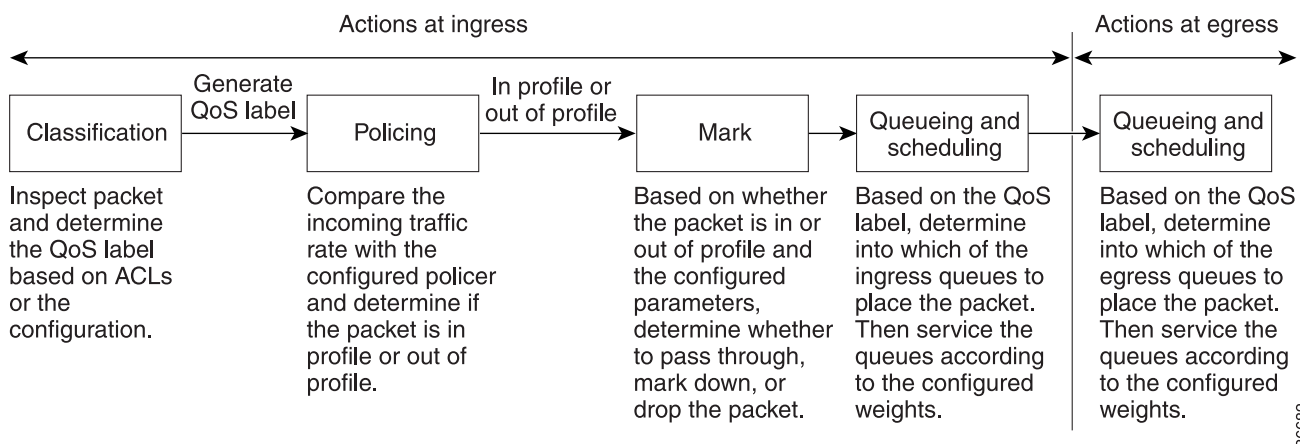 Actions at ingress
Actions at egress
Generate
QoS label
In profile or
out of profile
Classification
Policing
Mark
Queueing and
scheduling
Queueing and
scheduling
Inspect packet
and determine
the QoS label
based on ACLs
or the
configuration.
Compare the
incoming traffic
rate with the
configured policer
and determine if
the packet is in
profile or out of
profile.
Based on whether
the packet is in or
out of profile and
the configured
parameters,
determine whether
to pass through,
mark down, or
drop the packet.
Based on the QoS
label, determine
into which of the
ingress queues to
place the packet.
Then service the
queues according
to the configured
weights.
Based on the QoS
label, determine
into which of the
egress queues to
place the packet.
Then service the
queues according
to the configured
weights.